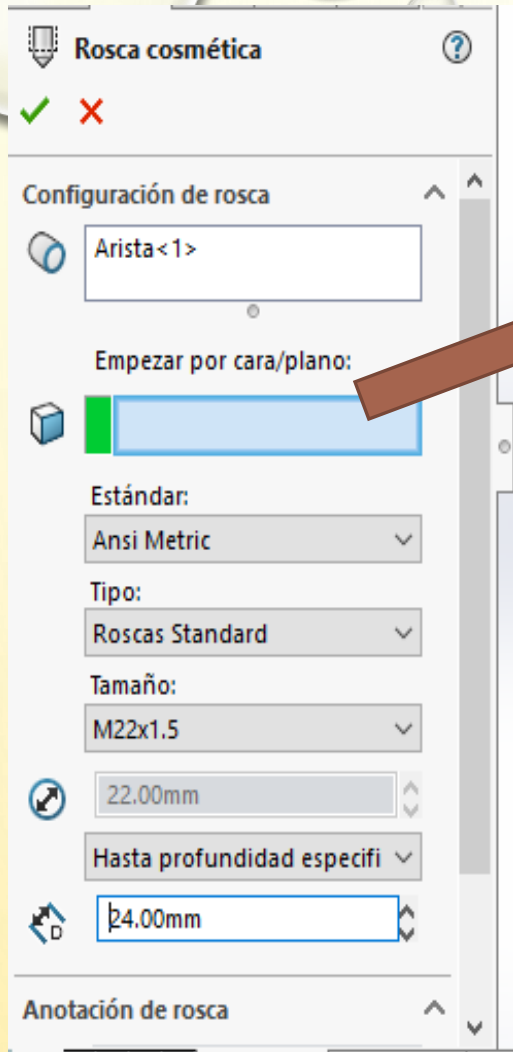 Rosca cosmética
Configuración de rosca
Arista<1>
Empezar por cara/plano:
Estándar:
Ansi Metric
Tipo:
Roscas Standard
Tamaño:
M22x1.5
22.00mm
Hasta profundidad especifi
D
24.00mm
Anotación de rosca